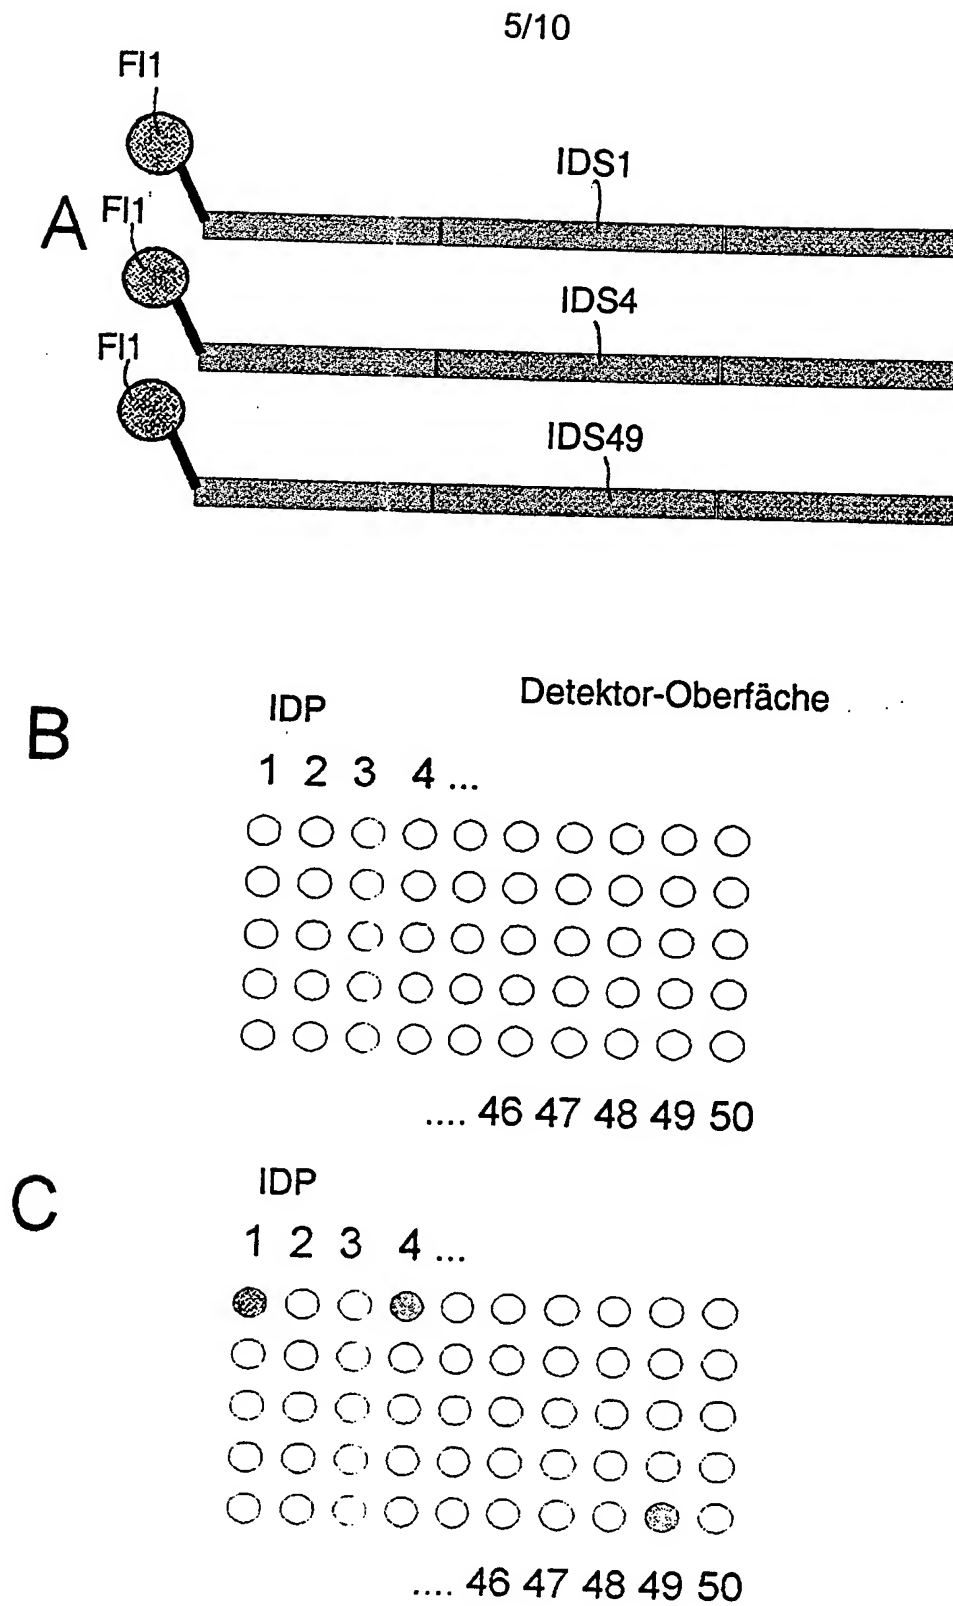 5/10
Fl1
IDS1
A
Fl1
IDS4
Fl1
IDS49
B
IDP
Detektor-Oberfäche
1 2 3 4 ...
.... 46 47 48 49 50
C
IDP
1 2 3 4 ...
.... 46 47 48 49 50